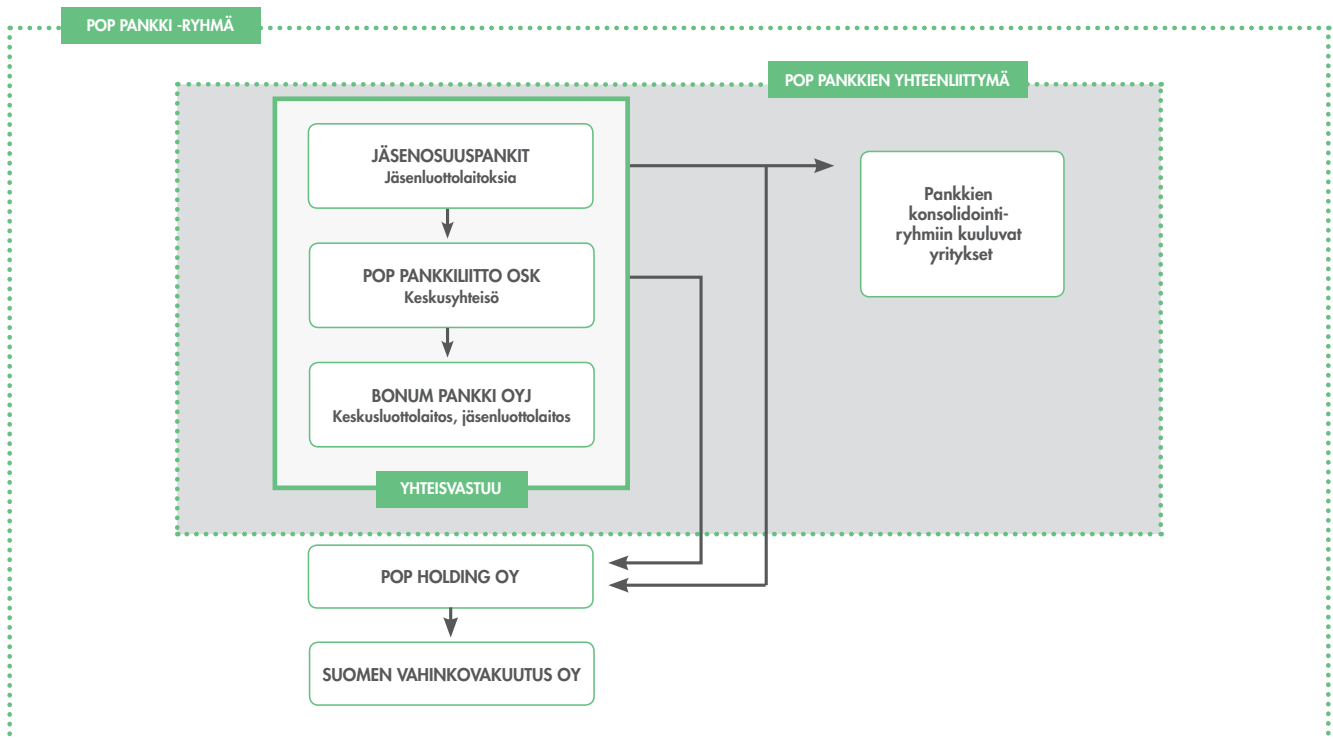 POP PANKKI -RYHMÄ
POP PANKKIEN YHTEENLIITTYMÄ
JÄSENOSUUSPANKIT
Jäsenluottolaitoksia
Pankkien
konsolidointi-
ryhmiin kuuluvat
yritykset
POP PANKKILIITTO OSK
Keskusyhteisö
BONUM PANKKI OYJ
Keskusluottolaitos, jäsenluottolaitos
YHTEISVASTUU
POP HOLDING OY
SUOMEN VAHINKOVAKUUTUS OY